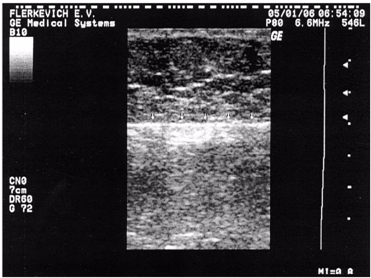 FLERKEVICH E.V. 05/01/06 06:54:09
GE Medical Systems P80 6.6MHz 546L
B10 GE
CN0
7cm
DR60
G 72